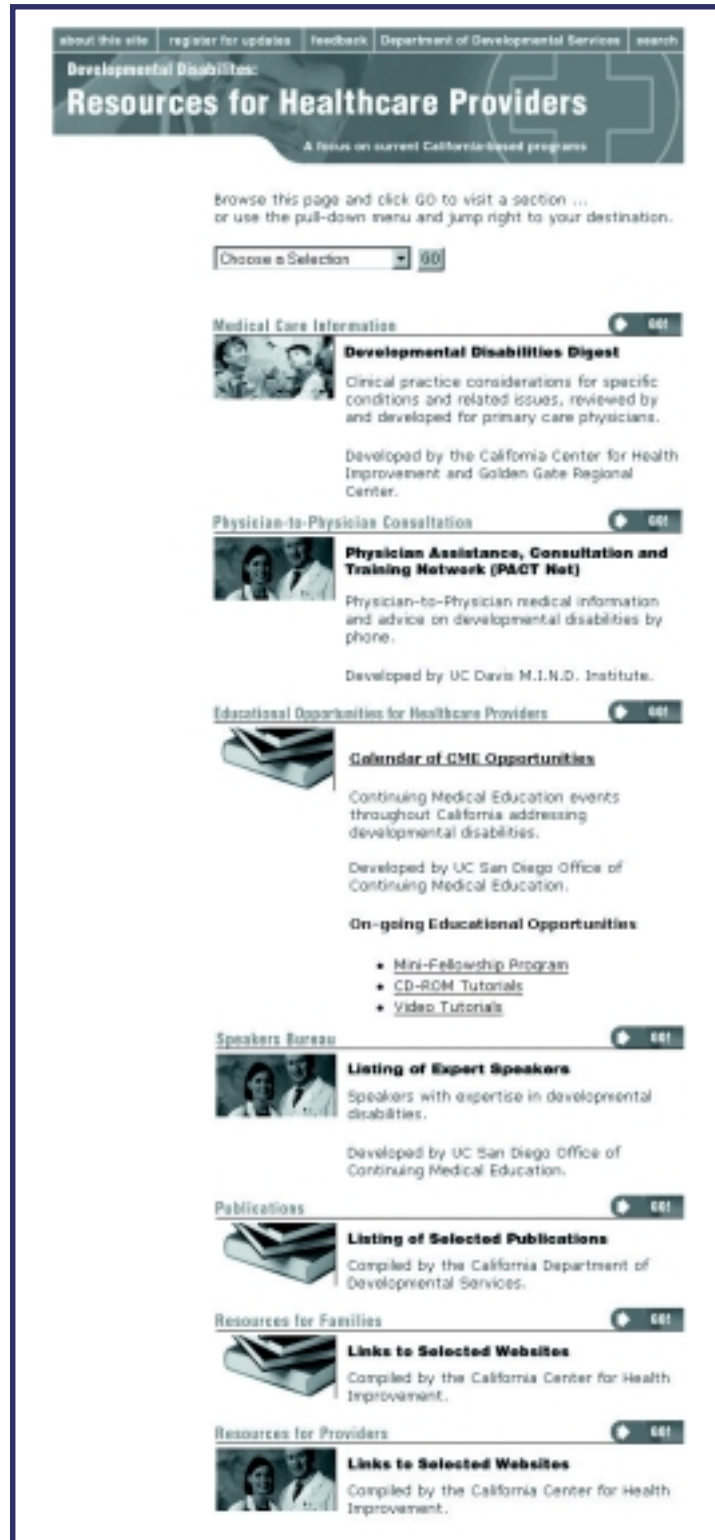 about this site register for updates feedback Department of Developmental Services search
Developmental Disabilites:
Resources for Healthcare Providers
A focus on current California-based programs
Browse this page and click GO to visit a section ...
or use the pull-down menu and jump right to your destination.
Choose a Selection GO
Medical Care Information GO!
Developmental Disabilities Digest
Clinical practice considerations for specific
conditions and related issues, reviewed by
and developed for primary care physicians.
Developed by the California Center for Health
Improvement and Golden Gate Regional
Center.
Physician-to-Physician Consultation GO!
Physician Assistance, Consultation and
Training Network (PACT Net)
Physician-to-Physician medical information
and advice on developmental disabilities by
phone.
Developed by UC Davis M.I.N.D. Institute.
Educational Opportunities for Healthcare Providers GO!
Calendar of CME Opportunities
Continuing Medical Education events
throughout California addressing
developmental disabilities.
Developed by UC San Diego Office of
Continuing Medical Education.
On-going Educational Opportunities
• Mini-Fellowship Program
• CD-ROM Tutorials
• Video Tutorials
Speakers Bureau GO!
Listing of Expert Speakers
Speakers with expertise in developmental
disabilities.
Developed by UC San Diego Office of
Continuing Medical Education.
Publications GO!
Listing of Selected Publications
Compiled by the California Department of
Developmental Services.
Resources for Families GO!
Links to Selected Websites
Compiled by the California Center for Health
Improvement.
Resources for Providers GO!
Links to Selected Websites
Compiled by the California Center for Health
Improvement.